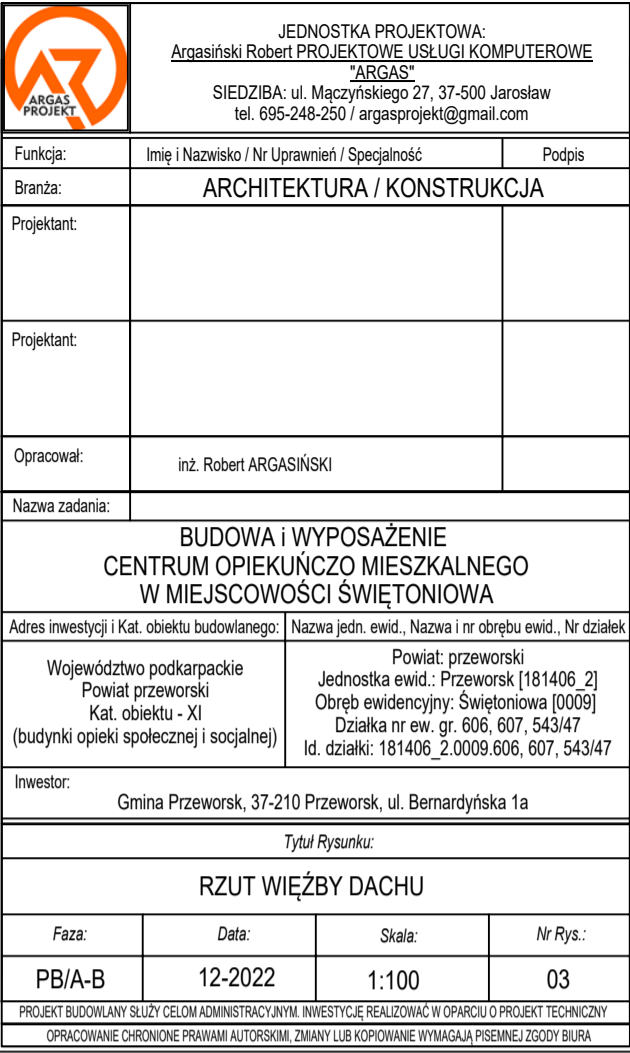 ARGAS
PROJEKT
JEDNOSTKA PROJEKTOWA:
Argasiński Robert PROJEKTOWE USŁUGI KOMPUTEROWE
"ARGAS"
SIEDZIBA: ul. Mączyńskiego 27, 37-500 Jarosław
tel. 695-248-250 / argasprojekt@gmail.com
Funkcja: Imię i Nazwisko / Nr Uprawnień / Specjalność Podpis
Branża: ARCHITEKTURA / KONSTRUKCJA
Projektant:
Projektant:
Opracował: inż. Robert ARGASIŃSKI
Nazwa zadania:
BUDOWA i WYPOSAŻENIE
CENTRUM OPIEKUŃCZO MIESZKALNEGO
W MIEJSCOWOŚCI ŚWIĘTONIOWA
Adres inwestycji i Kat. obiektu budowlanego: Nazwa jedn. ewid., Nazwa i nr obrębu ewid., Nr działek
Województwo podkarpackie
Powiat przeworski
Kat. obiektu - XI
(budynki opieki społecznej i socjalnej)
Powiat: przeworski
Jednostka ewid.: Przeworsk [181406_2]
Obręb ewidencyjny: Świętoniowa [0009]
Działka nr ew. gr. 606, 607, 543/47
Id. działki: 181406_2.0009.606, 607, 543/47
Inwestor:
Gmina Przeworsk, 37-210 Przeworsk, ul. Bernardyńska 1a
Tytuł Rysunku:
RZUT WIĘŹBY DACHU
Faza: Data: Skala: Nr Rys.:
PB/A-B 12-2022 1:100 03
PROJEKT BUDOWLANY SŁUŻY CELOM ADMINISTRACYJNYM. INWESTYCJĘ REALIZOWAĆ W OPARCIU O PROJEKT TECHNICZNY
OPRACOWANIE CHRONIONE PRAWAMI AUTORSKIMI, ZMIANY LUB KOPIOWANIE WYMAGAJĄ PISEMNEJ ZGODY BIURA